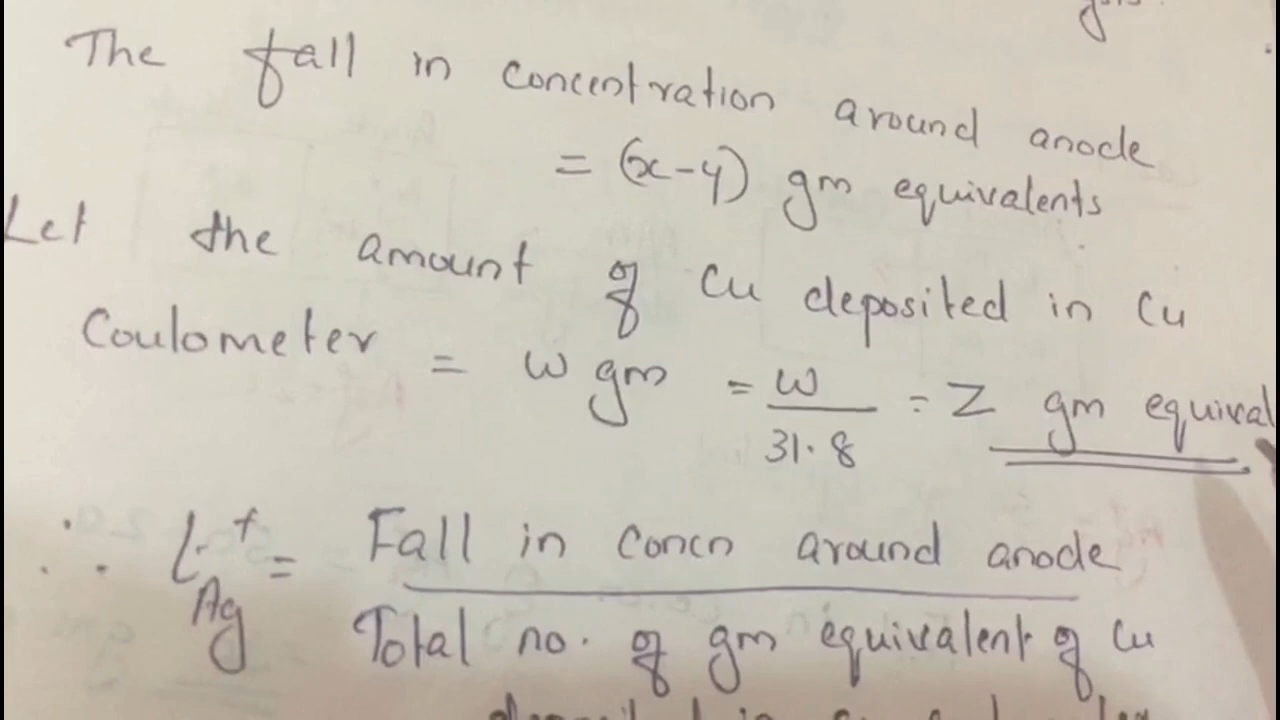 The fall in concentration around anode
= (x-y) gm equivalents
Let the amount of Cu deposited in Cu
Coulometer = w gm = w/31.8 = Z gm equival
∴ t⁺Ag = Fall in concn around anode
Total no. of gm equivalent of Cu